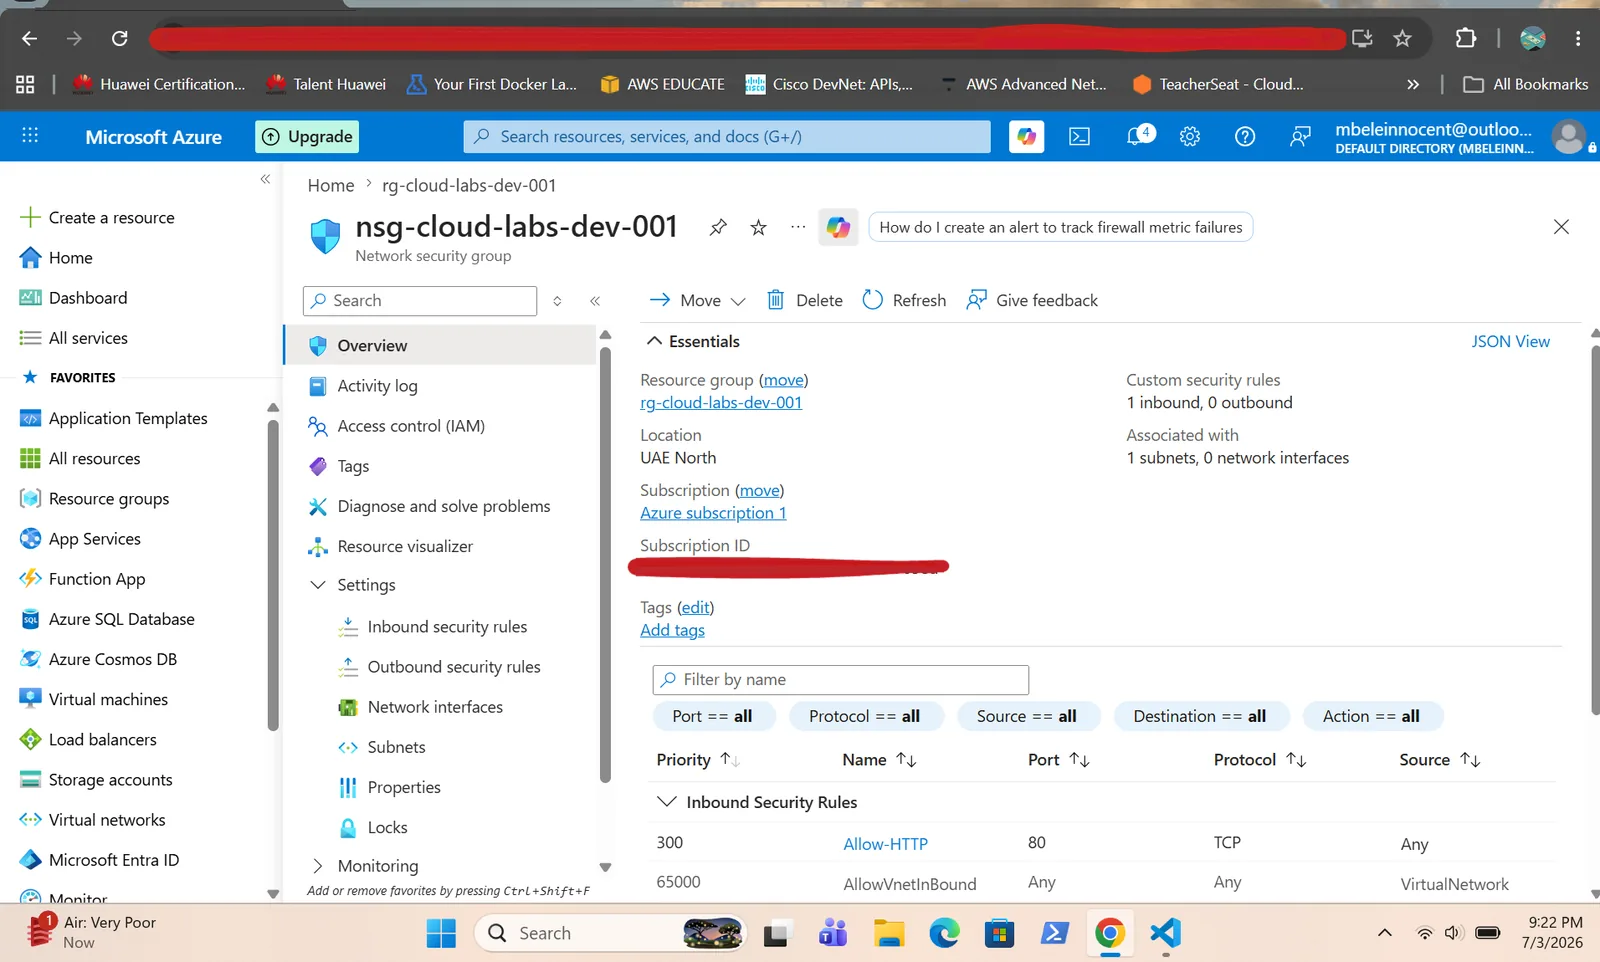 Huawei Certification...
Talent Huawei
Your First Docker La...
AWS EDUCATE
Cisco DevNet: APIs,...
AWS Advanced Net...
TeacherSeat - Cloud...
All Bookmarks
Microsoft Azure
Upgrade
Search resources, services, and docs (G+/)
4
mbeleinnocent@outloo...
DEFAULT DIRECTORY (MBELEINN...
Create a resource
Home
Dashboard
All services
FAVORITES
Application Templates
All resources
Resource groups
App Services
Function App
Azure SQL Database
Azure Cosmos DB
Virtual machines
Load balancers
Storage accounts
Virtual networks
Microsoft Entra ID
Monitor
Home > rg-cloud-labs-dev-001
nsg-cloud-labs-dev-001
Network security group
How do I create an alert to track firewall metric failures
Search
Overview
Activity log
Access control (IAM)
Tags
Diagnose and solve problems
Resource visualizer
Settings
Inbound security rules
Outbound security rules
Network interfaces
Subnets
Properties
Locks
Monitoring
Add or remove favorites by pressing Ctrl+Shift+F
Move
Delete
Refresh
Give feedback
Essentials
JSON View
Resource group (move)
rg-cloud-labs-dev-001
Location
UAE North
Subscription (move)
Azure subscription 1
Subscription ID
Tags (edit)
Add tags
Custom security rules
1 inbound, 0 outbound
Associated with
1 subnets, 0 network interfaces
Filter by name
Port == all
Protocol == all
Source == all
Destination == all
Action == all
Priority Name Port Protocol Source
Inbound Security Rules
300 Allow-HTTP 80 TCP Any
65000 AllowVnetInBound Any Any VirtualNetwork
1
Air: Very Poor
Now
Search
9:22 PM
7/3/2026